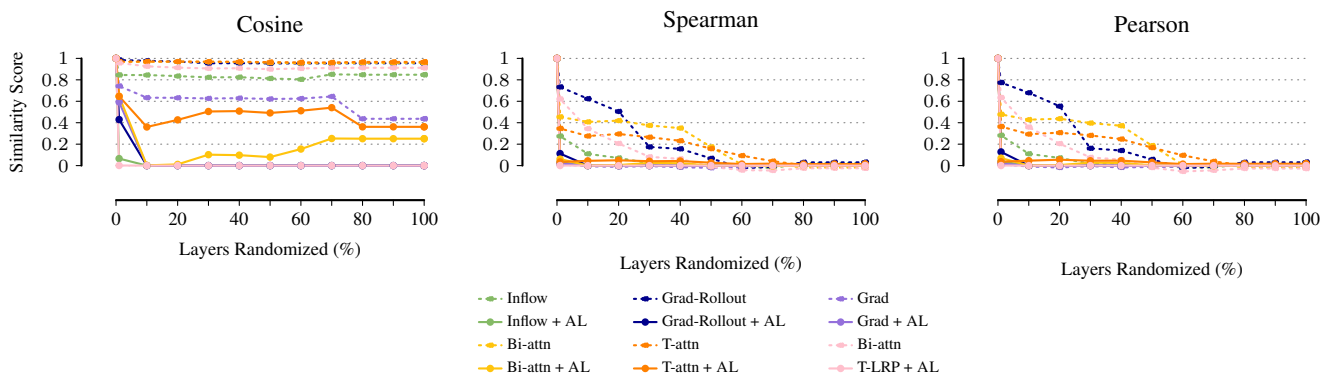 Cosine
Spearman
Pearson
Similarity Score
1
0.8
0.6
0.4
0.2
0
0 20 40 60 80 100
Layers Randomized (%)
1
0.8
0.6
0.4
0.2
0
0 20 40 60 80 100
Layers Randomized (%)
1
0.8
0.6
0.4
0.2
0
0 20 40 60 80 100
Layers Randomized (%)
Inflow Grad-Rollout Grad
Inflow + AL Grad-Rollout + AL Grad + AL
Bi-attn T-attn Bi-attn
Bi-attn + AL T-attn + AL T-LRP + AL